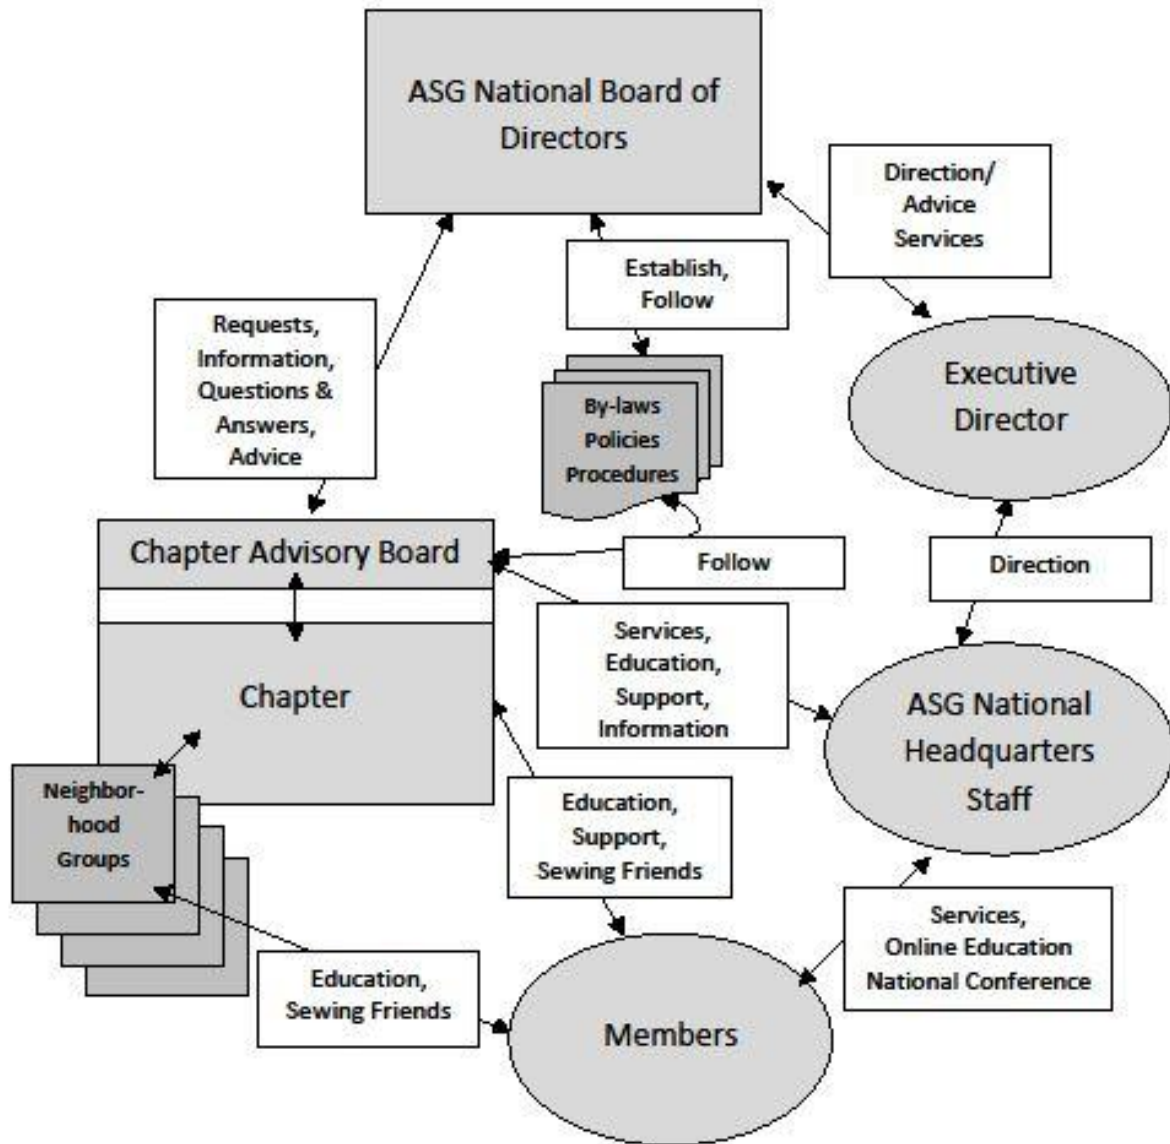 ASG National Board of
Directors
Direction/
Advice
Services
Establish,
Follow
Requests,
Information,
Questions &
Answers,
Advice
Executive
Director
By-laws
Policies
Procedures
Chapter Advisory Board
Follow
Direction
Services,
Education,
Support,
Information
Chapter
ASG National
Headquarters
Staff
Neighbor-
hood
Groups
Education,
Support,
Sewing Friends
Services,
Online Education
National Conference
Education,
Sewing Friends
Members